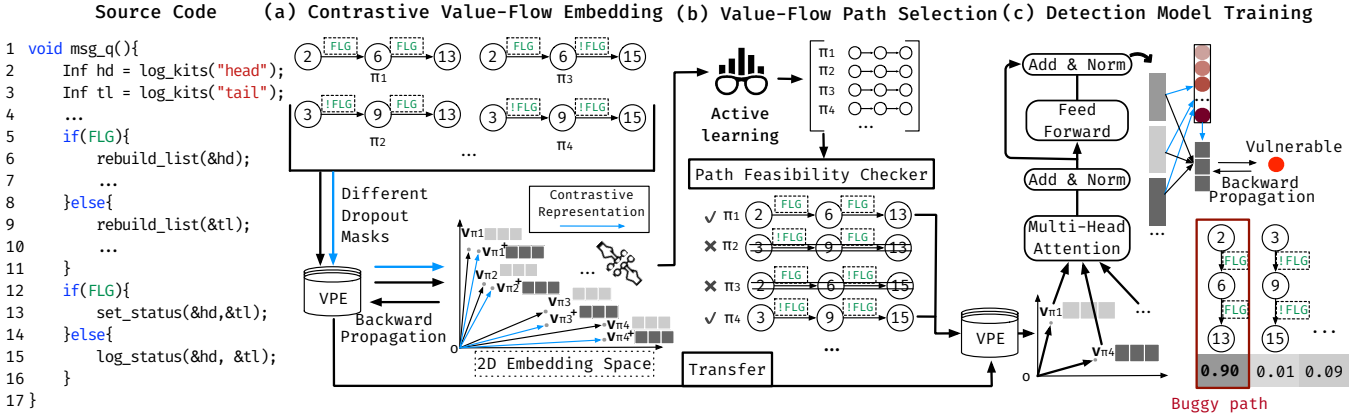 Source Code
1 void msg_q(){
2 Inf hd = log_kits("head");
3 Inf tl = log_kits("tail");
4 ...
5 if(FLG){
6 rebuild_list(&hd);
7 ...
8 }else{
9 rebuild_list(&tl);
10 ...
11 }
12 if(FLG){
13 set_status(&hd,&tl);
14 }else{
15 log_status(&hd, &tl);
16 }
17 }
(a) Contrastive Value-Flow Embedding
2 FLG 6 FLG 13
π1
2 FLG 6 !FLG 15
π3
3 !FLG 9 FLG 13
π2
3 !FLG 9 !FLG 15
π4
...
Different
Dropout
Masks
Contrastive
Representation
VPE
Backward
Propagation
vπ1
vπ1+
vπ2
vπ2+
vπ3
vπ3+
vπ4
vπ4+
...
o
2D Embedding Space
(b) Value-Flow Path Selection
Active
learning
π1
π2
π3
π4
...
Path Feasibility Checker
✓ π1 2 FLG 6 FLG 13
✖ π2 3 !FLG 9 FLG 13
✖ π3 2 FLG 6 !FLG 15
✓ π4 3 !FLG 9 !FLG 15
...
Transfer
VPE
(c) Detection Model Training
Add & Norm
Feed
Forward
Add & Norm
Multi-Head
Attention
vπ1
vπ4
...
o
...
...
Vulnerable
Backward
Propagation
2 FLG 6 FLG 13
3 !FLG 9 !FLG 15
...
0.90 0.01 0.09
Buggy path